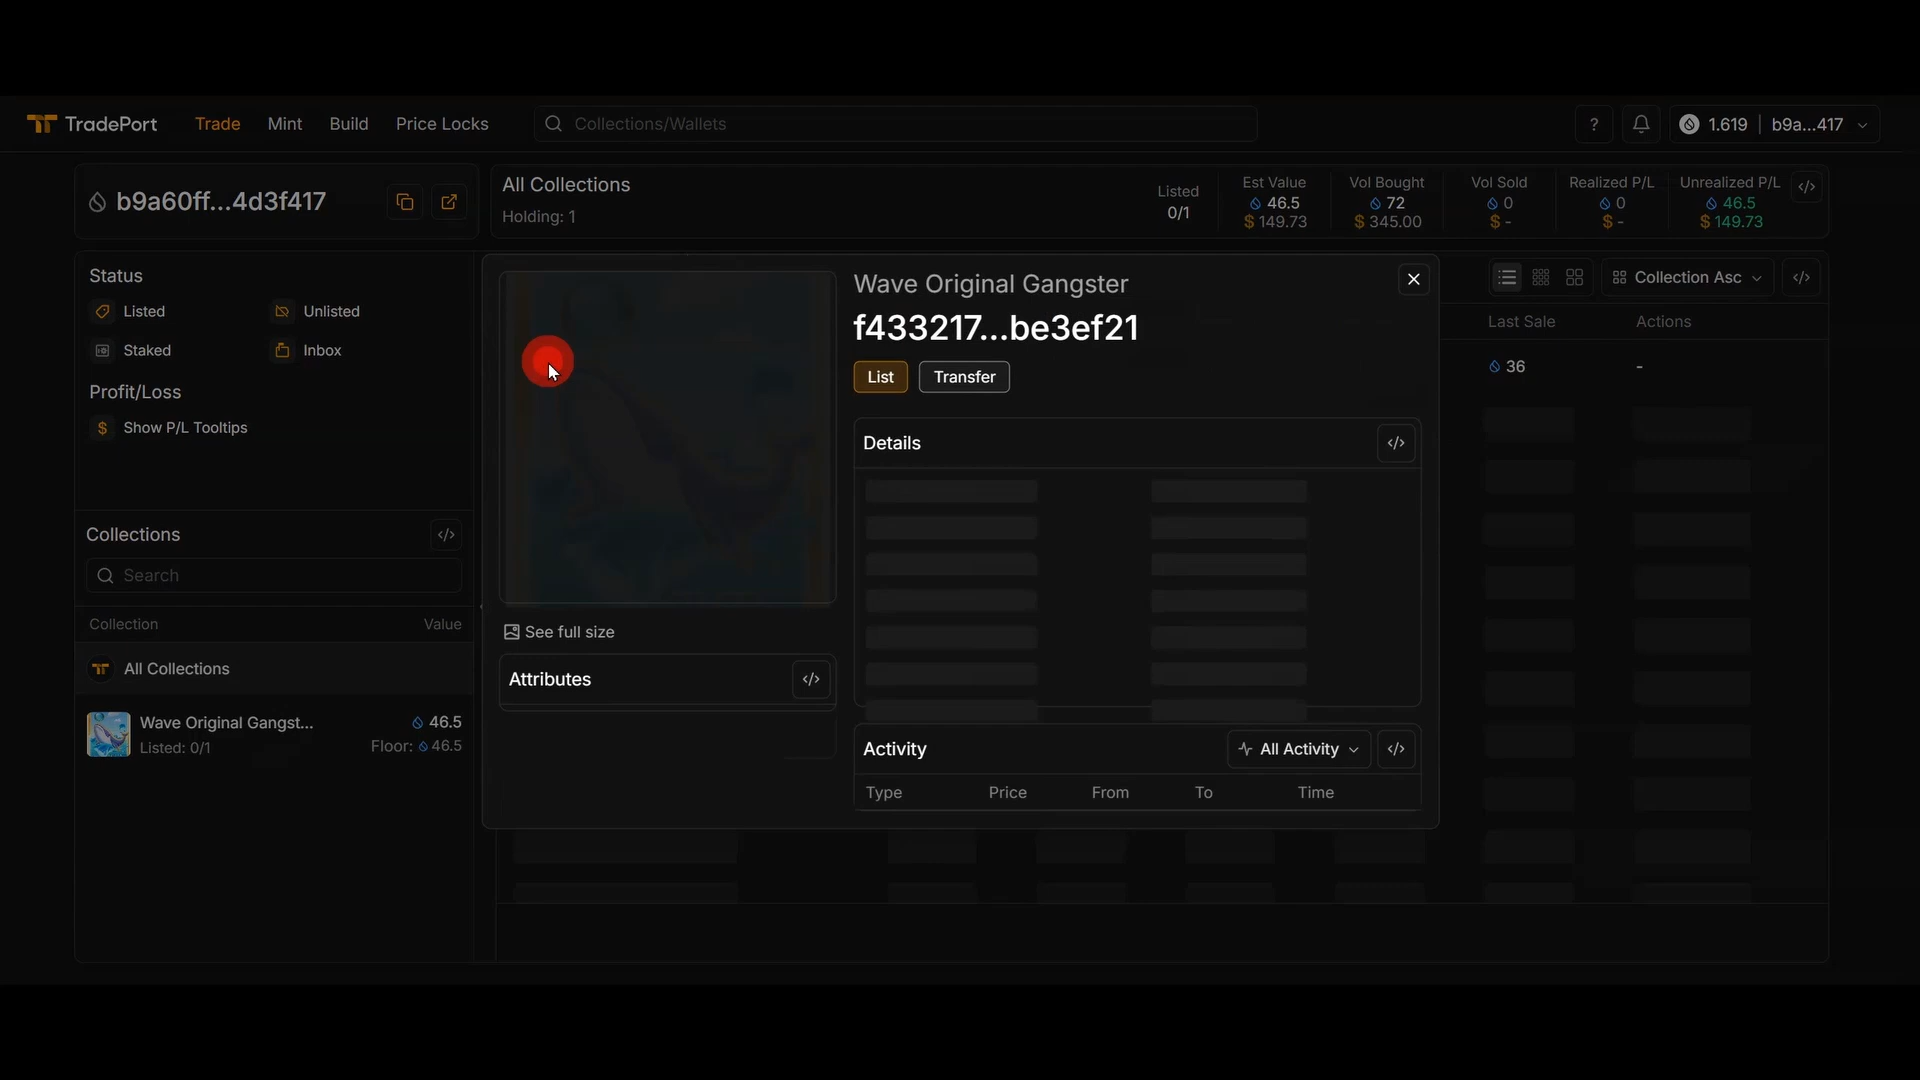 TradePort Trade Mint Build Price Locks Collections/Wallets ? 1.619 | b9a...417
b9a60ff...4d3f417
All Collections
Holding: 1
Listed
0/1
Est Value
46.5
$ 149.73
Vol Bought
72
$ 345.00
Vol Sold
0
$ -
Realized P/L
0
$ -
Unrealized P/L
46.5
$ 149.73
</>
Status
Listed Unlisted
Staked Inbox
Profit/Loss
$ Show P/L Tooltips
Collections </>
Search
Collection Value
All Collections
Wave Original Gangst... 46.5
Listed: 0/1 Floor: 46.5
See full size
Attributes </>
Wave Original Gangster
f433217...be3ef21
List Transfer
Details </>
Activity All Activity </>
Type Price From To Time
Collection Asc </>
Last Sale Actions
36 -